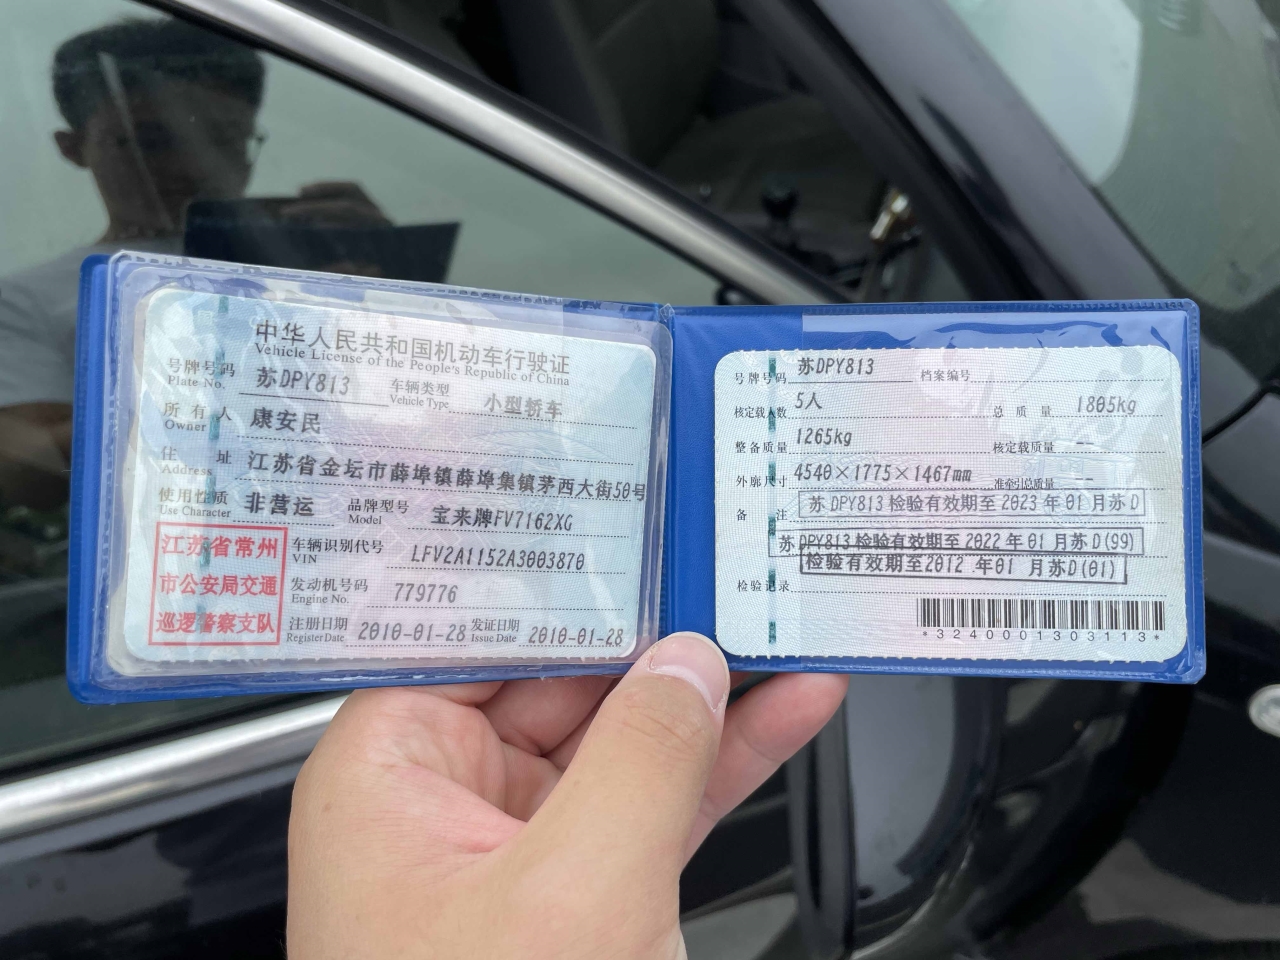 中华人民共和国机动车行驶证
Vehicle License of the People's Republic of China
号牌号码 苏DPY813 车辆类型 小型轿车
Plate No. Vehicle Type
所有人 康安民
Owner
住址 江苏省金坛市薛埠镇薛埠集镇茅西大街50号
Address
使用性质 非营运 品牌型号 宝来牌FV7162XG
Use Character Model
江苏省常州
市公安局交通
巡逻警察支队
车辆识别代号 LFV2A1152A3003870
VIN
发动机号码 779776
Engine No.
注册日期 2010-01-28 发证日期 2010-01-28
Register Date Issue Date
号牌号码 苏DPY813 档案编号
核定载人数 5人 总质量 1805kg
整备质量 1265kg 核定载质量 --
外廓尺寸 4540×1775×1467mm 准牵引总质量 --
备注 苏DPY813检验有效期至2023年01月苏D
苏DPY813检验有效期至2022年01月苏D(99)
检验有效期至2012年01月苏D(01)
检验记录
*3240001303113*